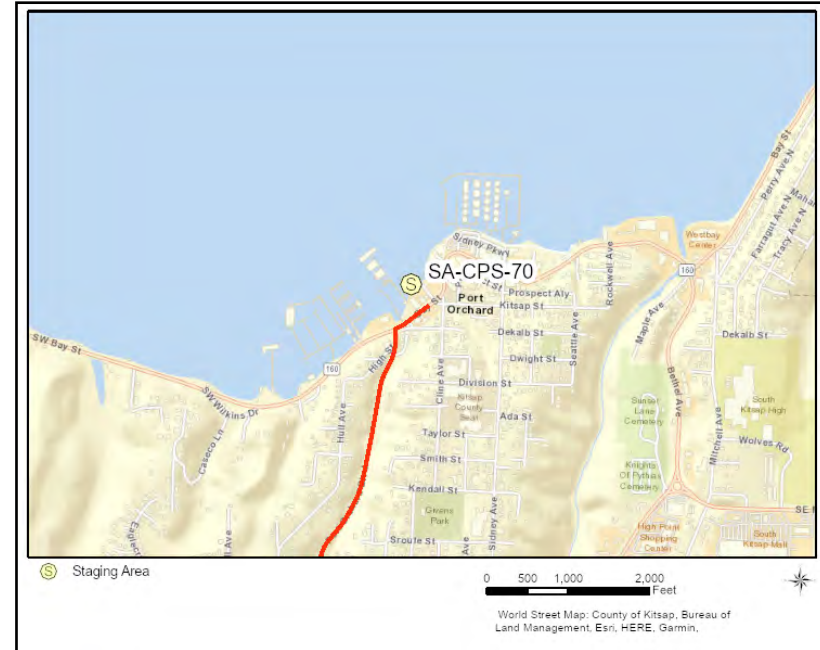 Bay St
Perry Ave N
Farragut Ave N
Tracy Ave N
Westbay
Center
160
Sidney Pkwy
Rockwell Ave
SA-CPS-70
S
Prospect Aly
Port
Orchard
Kitsap St
Maple Ave
Dekalb St
Dekalb St
SW Bay St
High St
Dwight St
Seattle Ave
160
Bethel Ave
Division St
SW Wilkins Dr
Cline Ave
Kitsap
County
Seat
Sunset
Lane
Cemetery
South
Kitsap High
Hull Ave
Ada St
Caseco Ln
Taylor St
Mitchell Ave
Wolves Rd
Smith St
Knights
Of Pythian
Cemetery
Kendall St
Givens
Park
Sidney Ave
SE
High Point
Shopping
Center
South
Kitsap Mall
Sroufe St
Ave
S Staging Area
0 500 1,000 2,000
Feet
World Street Map: County of Kitsap, Bureau of
Land Management, Esri, HERE, Garmin,